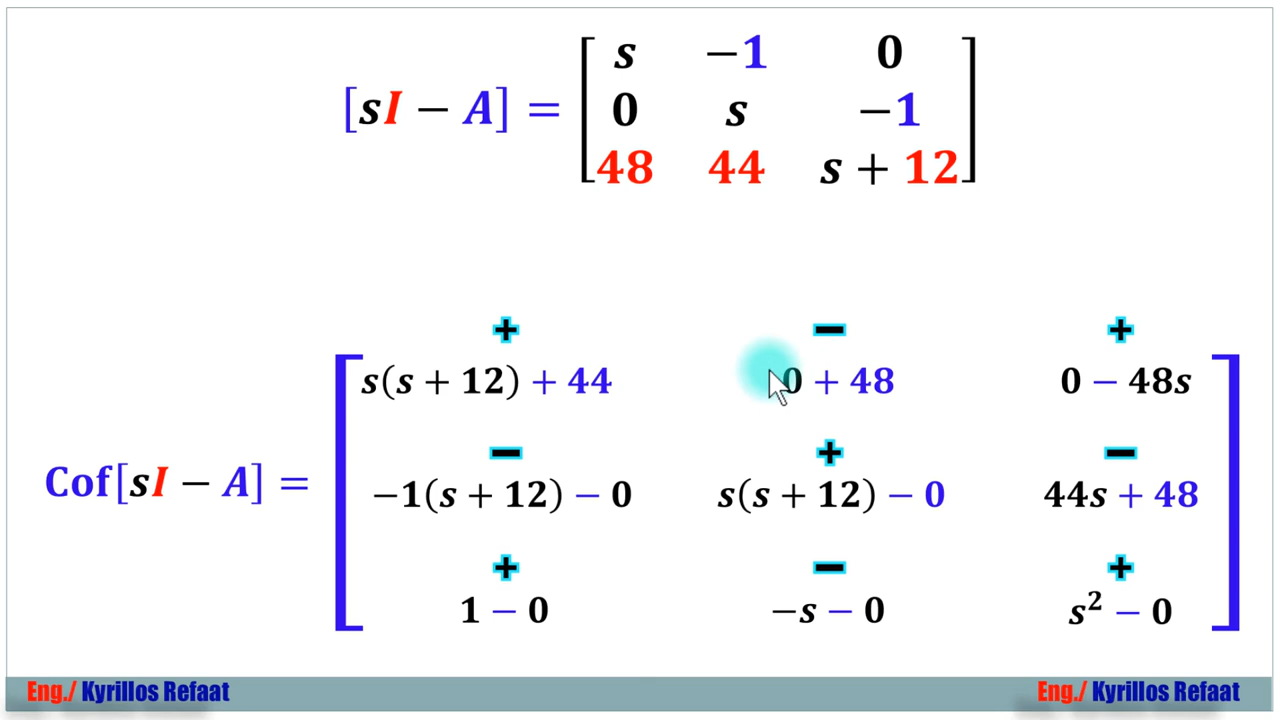 [sI − A] = [ s −1 0
0 s −1
48 44 s + 12 ]
+ − +
s(s + 12) + 44 0 + 48 0 − 48s
− + −
Cof[sI − A] = −1(s + 12) − 0 s(s + 12) − 0 44s + 48
+ − +
1 − 0 −s − 0 s² − 0
Eng./ Kyrillos Refaat Eng./ Kyrillos Refaat